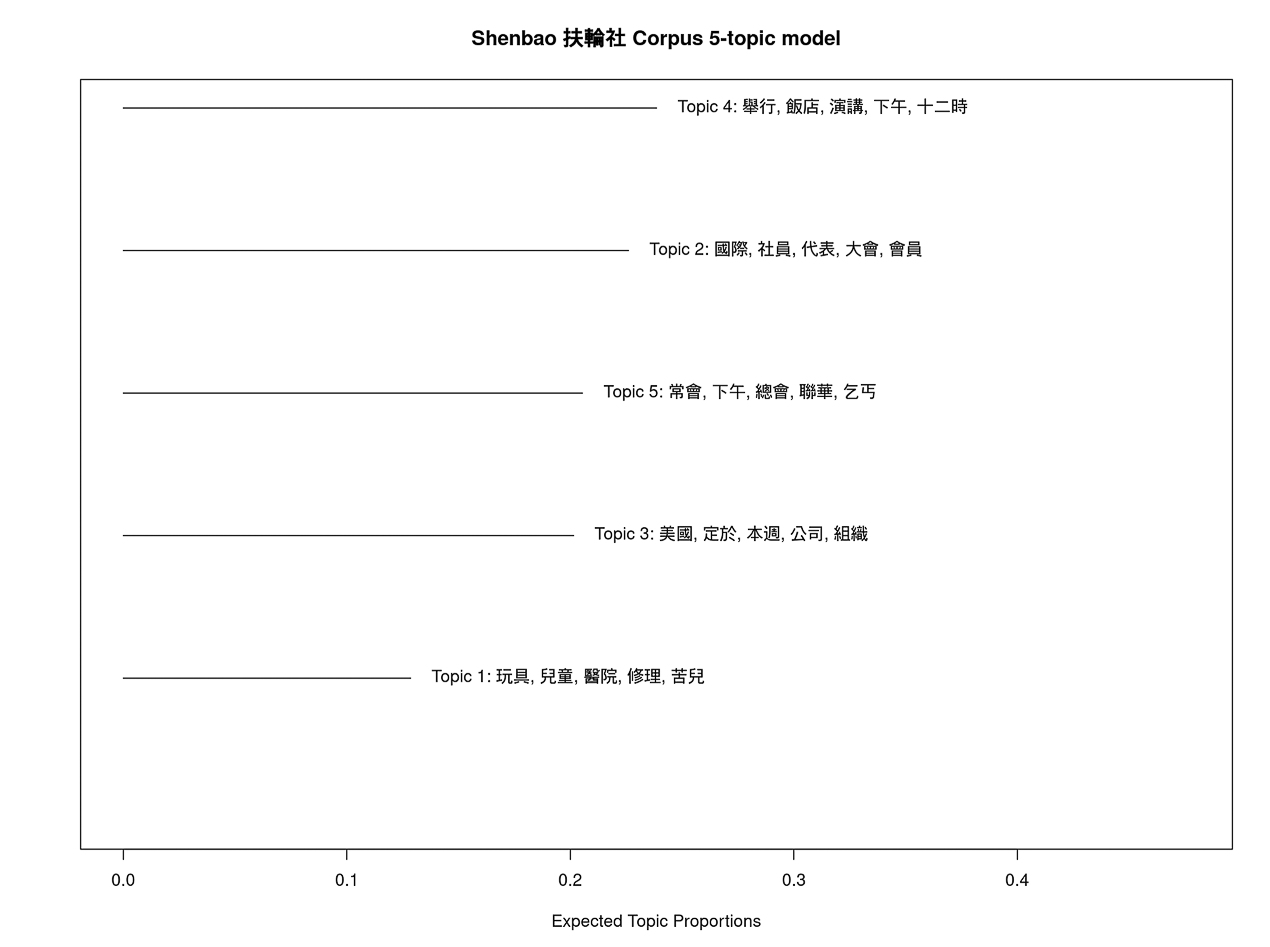 Shenbao 扶輪社 Corpus 5-topic model
Topic 4: 舉行, 飯店, 演講, 下午, 十二時
Topic 2: 國際, 社員, 代表, 大會, 會員
Topic 5: 常會, 下午, 總會, 聯華, 乞丐
Topic 3: 美國, 定於, 本週, 公司, 組織
Topic 1: 玩具, 兒童, 醫院, 修理, 苦兒
0.0 0.1 0.2 0.3 0.4
Expected Topic Proportions